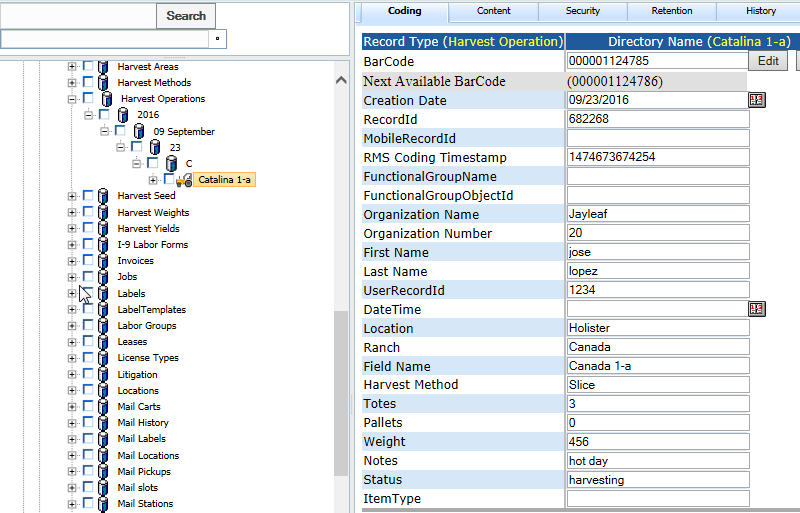 Search
Harvest Areas
Harvest Methods
Harvest Operations
2016
09 September
23
C
Catalina 1-a
Harvest Seed
Harvest Weights
Harvest Yields
I-9 Labor Forms
Invoices
Jobs
Labels
LabelTemplates
Labor Groups
Leases
License Types
Litigation
Locations
Mail Carts
Mail History
Mail Labels
Mail Locations
Mail Pickups
Mail slots
Mail Stations
Coding Content Security Retention History
Record Type (Harvest Operation) Directory Name (Catalina 1-a)
BarCode 000001124785 Edit
Next Available BarCode (000001124786)
Creation Date 09/23/2016
RecordId 682268
MobileRecordId
RMS Coding Timestamp 1474673674254
FunctionalGroupName
FunctionalGroupObjectId
Organization Name Jayleaf
Organization Number 20
First Name jose
Last Name lopez
UserRecordId 1234
DateTime
Location Holister
Ranch Canada
Field Name Canada 1-a
Harvest Method Slice
Totes 3
Pallets 0
Weight 456
Notes hot day
Status harvesting
ItemType